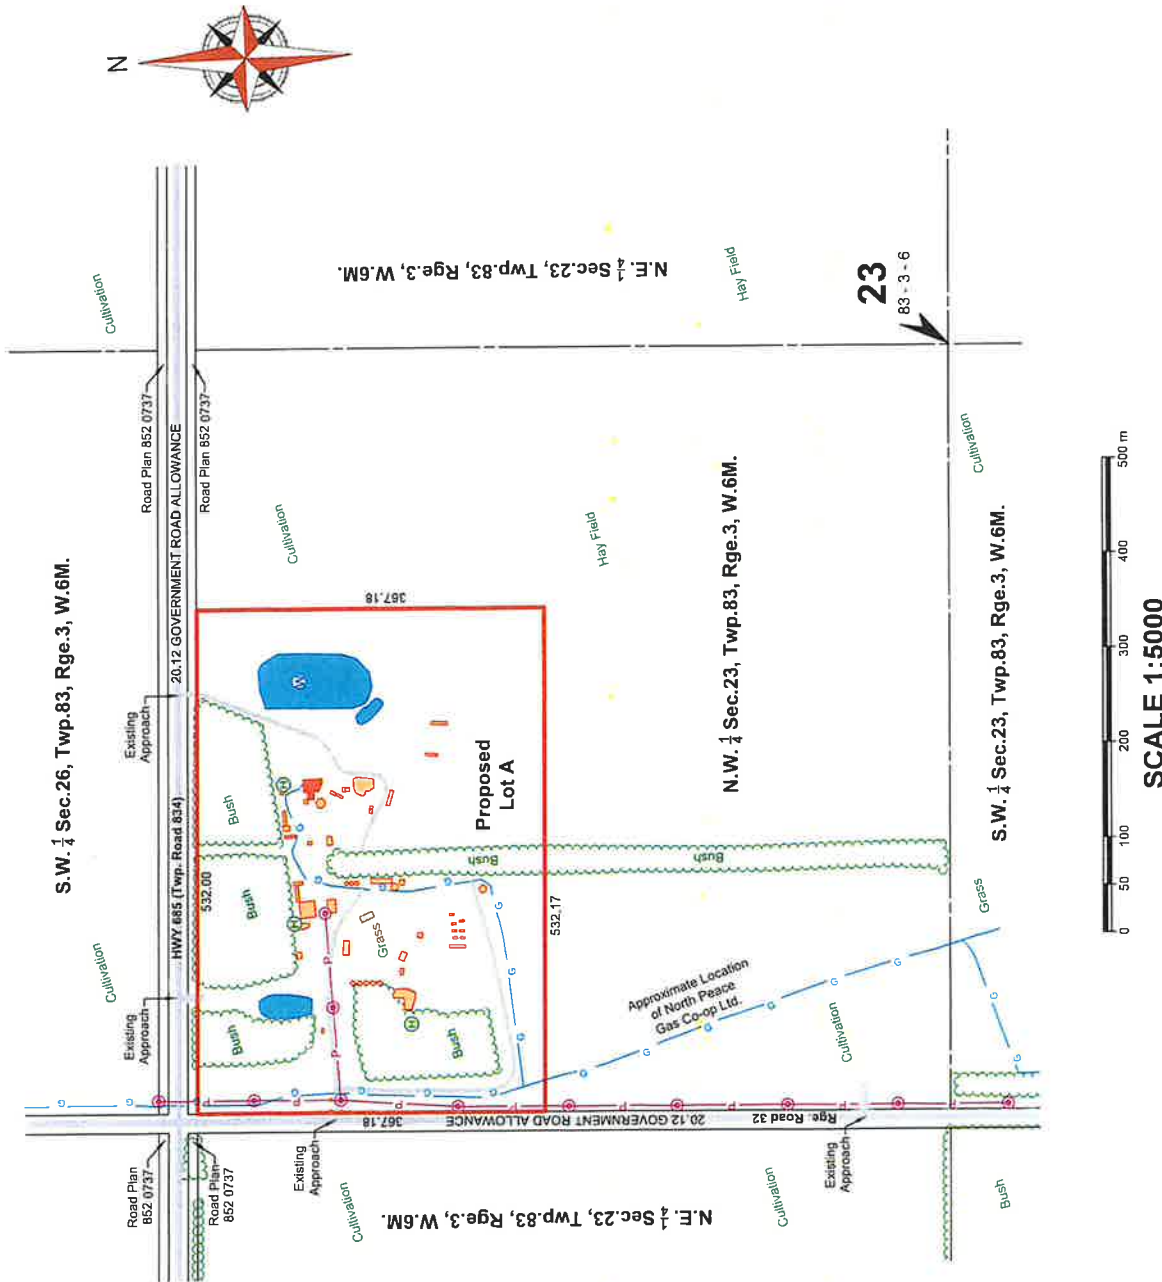 N
S.W. 1/4 Sec.26, Twp.83, Rge.3, W.6M.
Cultivation
Cultivation
Road Plan 852 0737
Existing
Approach
Existing
Approach
Road Plan
852 0737
HWY 685 (Twp. Road 834)
20.12 GOVERNMENT ROAD ALLOWANCE
Road Plan 852 0737
Road Plan
852 0737
532.00
Bush
Bush
Bush
Cultivation
W
H
H
H
G
P
367.18
367.18
Existing
Approach
Grass
Bush
Proposed
Lot A
Bush
532.17
Cultivation
N.E. 1/4 Sec.23, Twp.83, Rge.3, W.6M.
20.12 GOVERNMENT ROAD ALLOWANCE
Rge. Road 32
Existing
Approach
Cultivation
Bush
Approximate Location
of North Peace
Gas Co-op Ltd.
Cultivation
Bush
Hay Field
N.W. 1/4 Sec.23, Twp.83, Rge.3, W.6M.
N.E. 1/4 Sec.23, Twp.83, Rge.3, W.6M.
Hay Field
23
83 - 3 - 6
Grass
Cultivation
S.W. 1/4 Sec.23, Twp.83, Rge.3, W.6M.
0 50 100 200 300 400 500 m
SCALE 1:5000